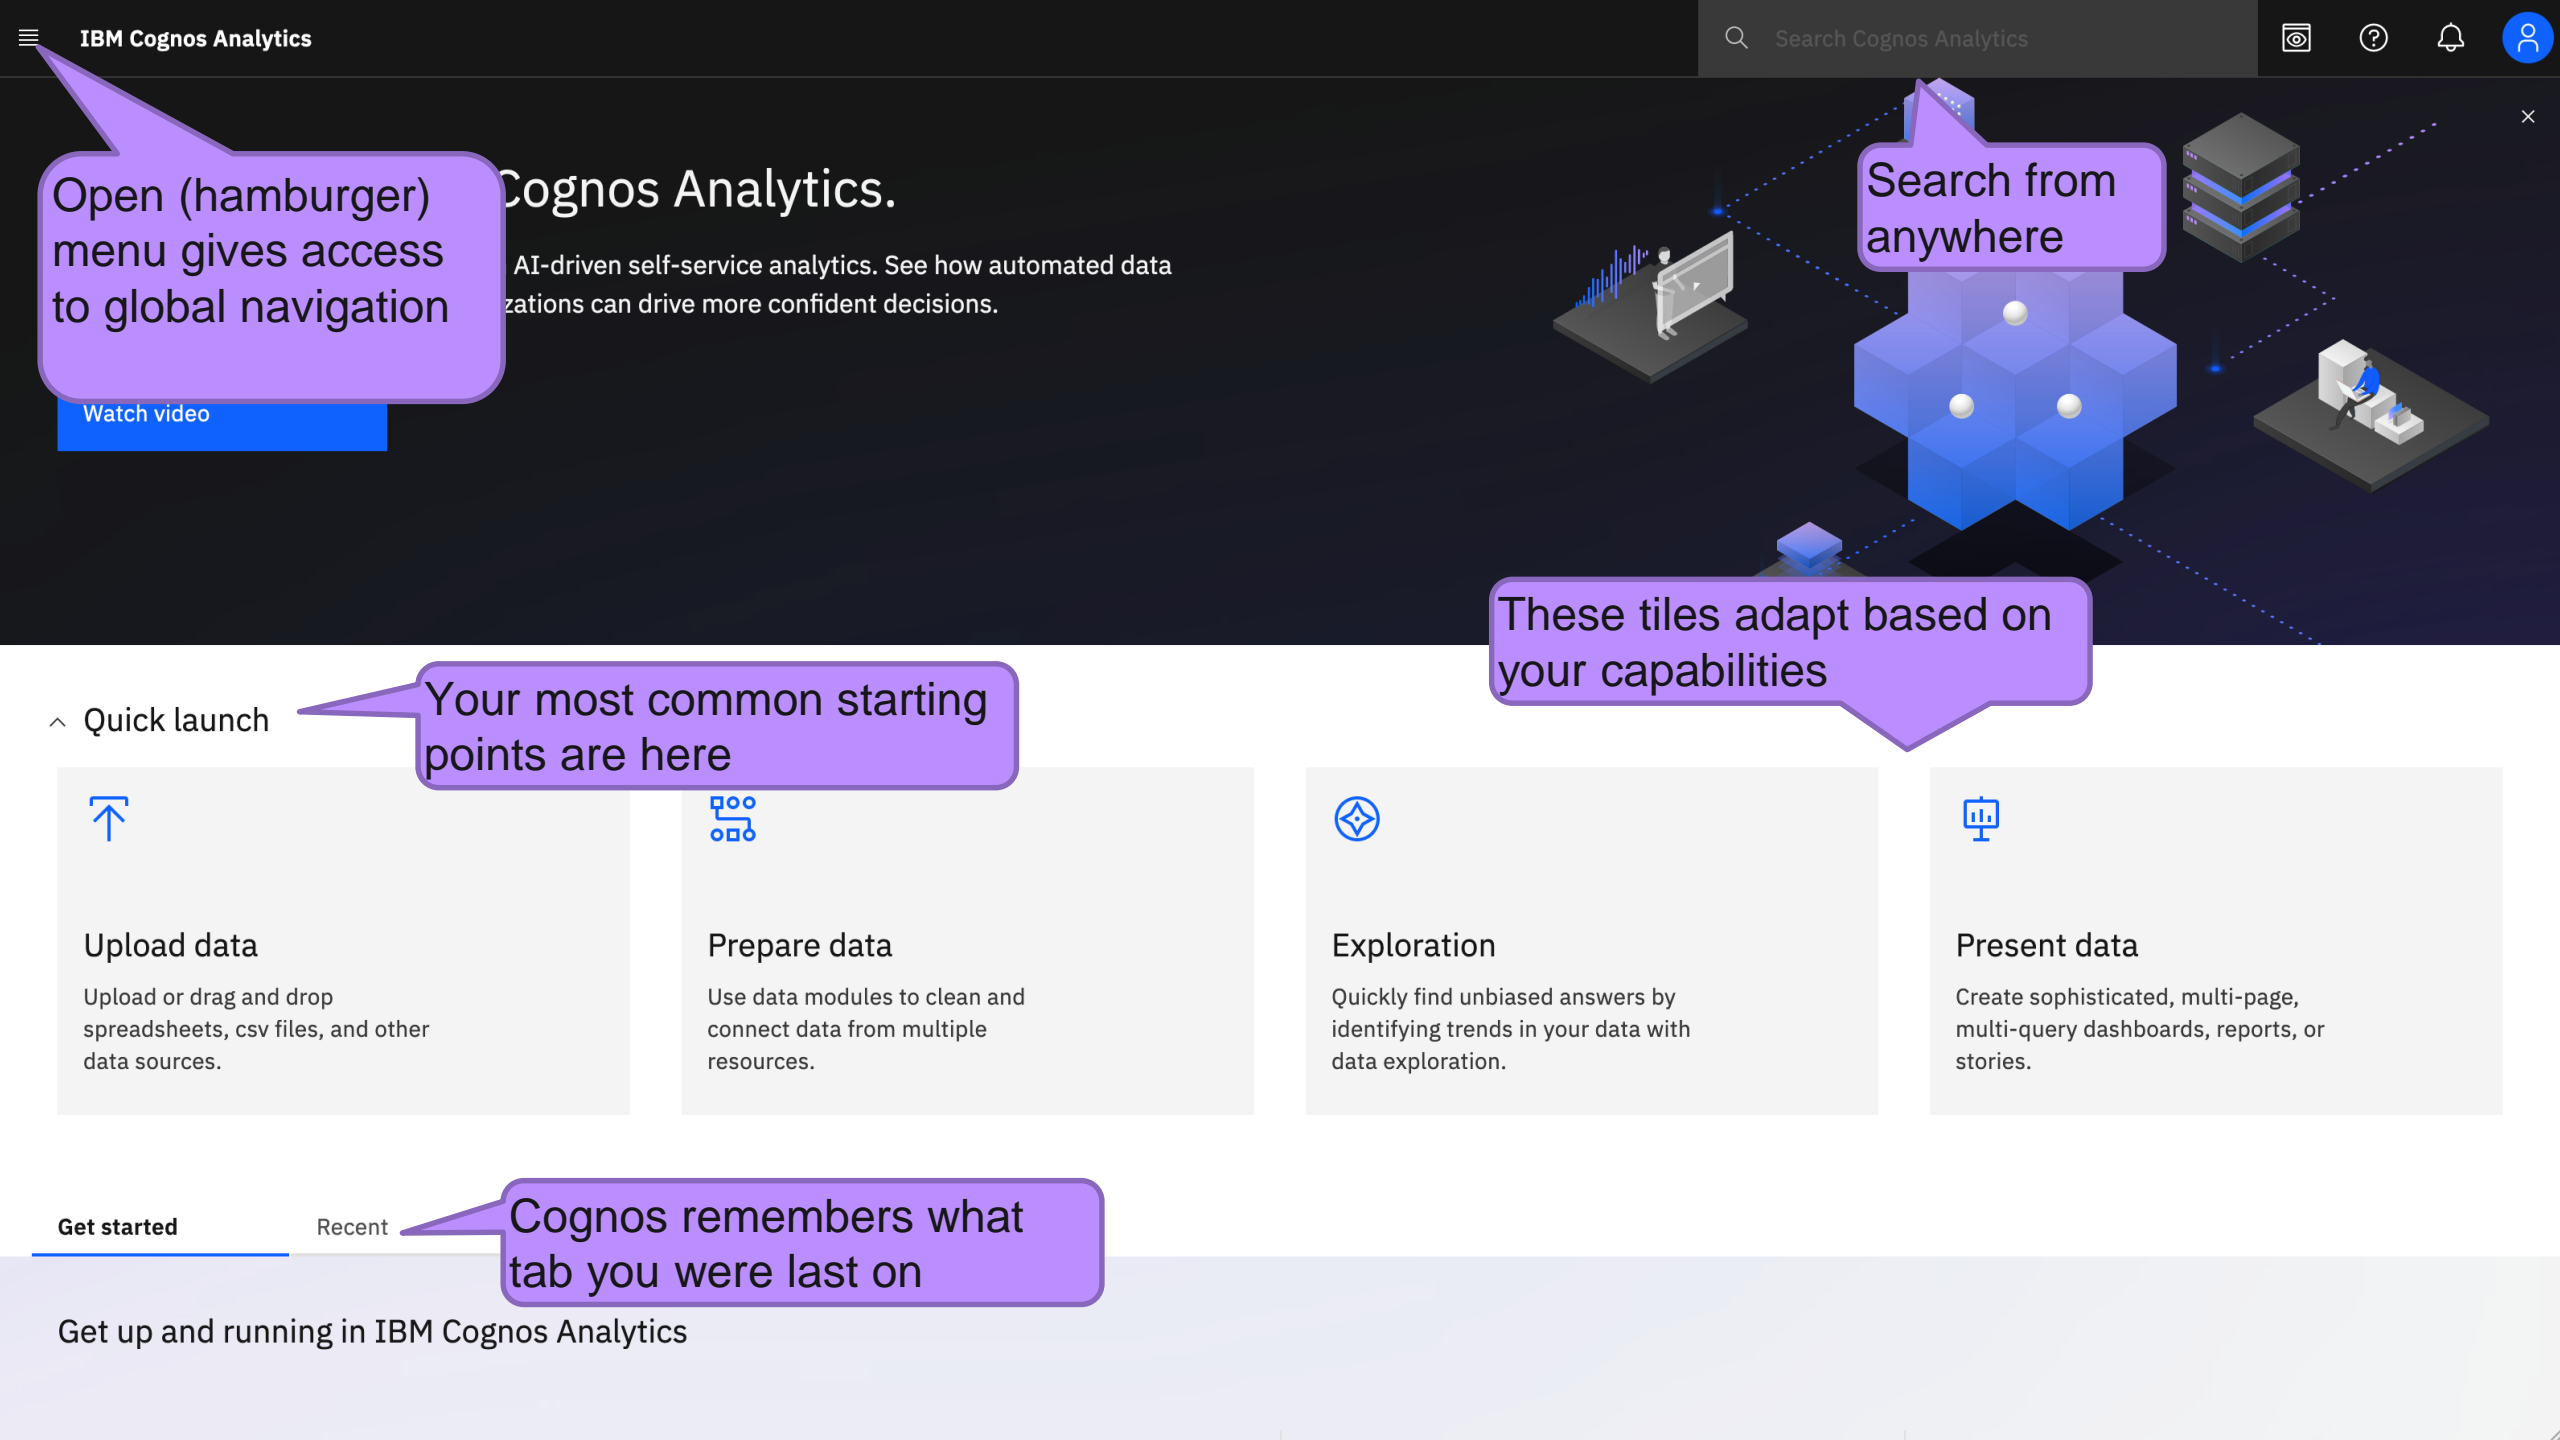 IBM Cognos Analytics
Search Cognos Analytics
Open (hamburger)
menu gives access
to global navigation
Cognos Analytics.
AI-driven self-service analytics. See how automated data
zations can drive more confident decisions.
Watch video
Search from
anywhere
These tiles adapt based on
your capabilities
Quick launch
Your most common starting
points are here
Upload data
Upload or drag and drop
spreadsheets, csv files, and other
data sources.
Prepare data
Use data modules to clean and
connect data from multiple
resources.
Exploration
Quickly find unbiased answers by
identifying trends in your data with
data exploration.
Present data
Create sophisticated, multi-page,
multi-query dashboards, reports, or
stories.
Get started
Recent
Cognos remembers what
tab you were last on
Get up and running in IBM Cognos Analytics